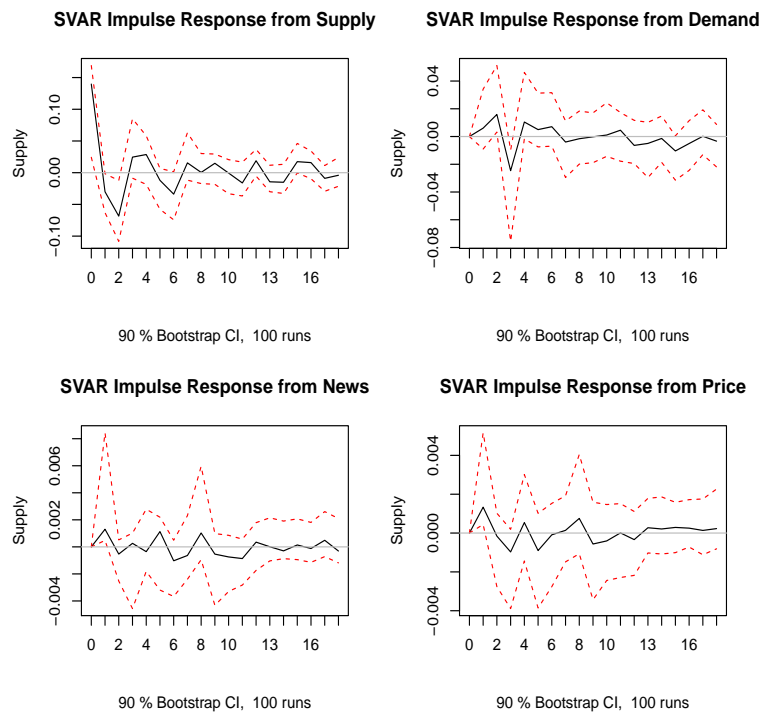 SVAR Impulse Response from Supply
Supply
0.10
0.00
−0.10
0 2 4 6 8 10 13 16
90 % Bootstrap CI, 100 runs
SVAR Impulse Response from Demand
Supply
0.04
0.00
−0.04
−0.08
0 2 4 6 8 10 13 16
90 % Bootstrap CI, 100 runs
SVAR Impulse Response from News
Supply
0.006
0.002
−0.004
0 2 4 6 8 10 13 16
90 % Bootstrap CI, 100 runs
SVAR Impulse Response from Price
Supply
0.004
0.000
−0.004
0 2 4 6 8 10 13 16
90 % Bootstrap CI, 100 runs